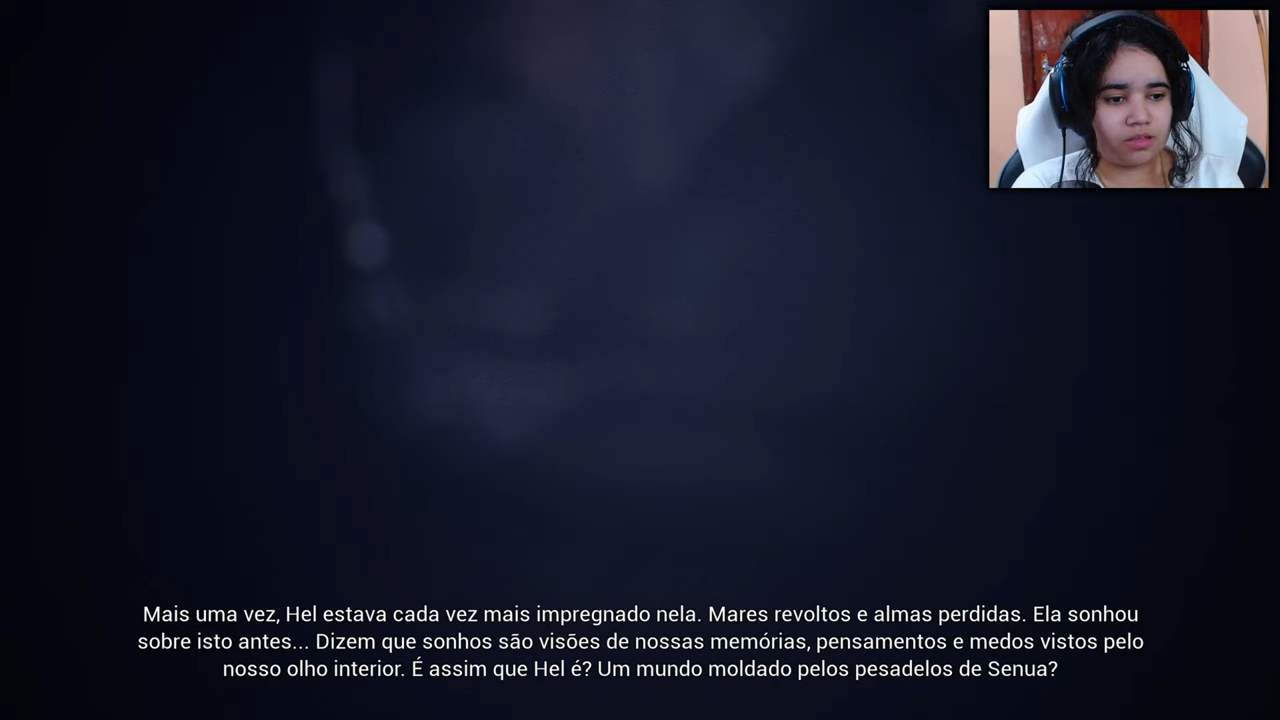 Mais uma vez, Hel estava cada vez mais impregnado nela. Mares revoltos e almas perdidas. Ela sonhou
sobre isto antes... Dizem que sonhos são visões de nossas memórias, pensamentos e medos vistos pelo
nosso olho interior. É assim que Hel é? Um mundo moldado pelos pesadelos de Senua?